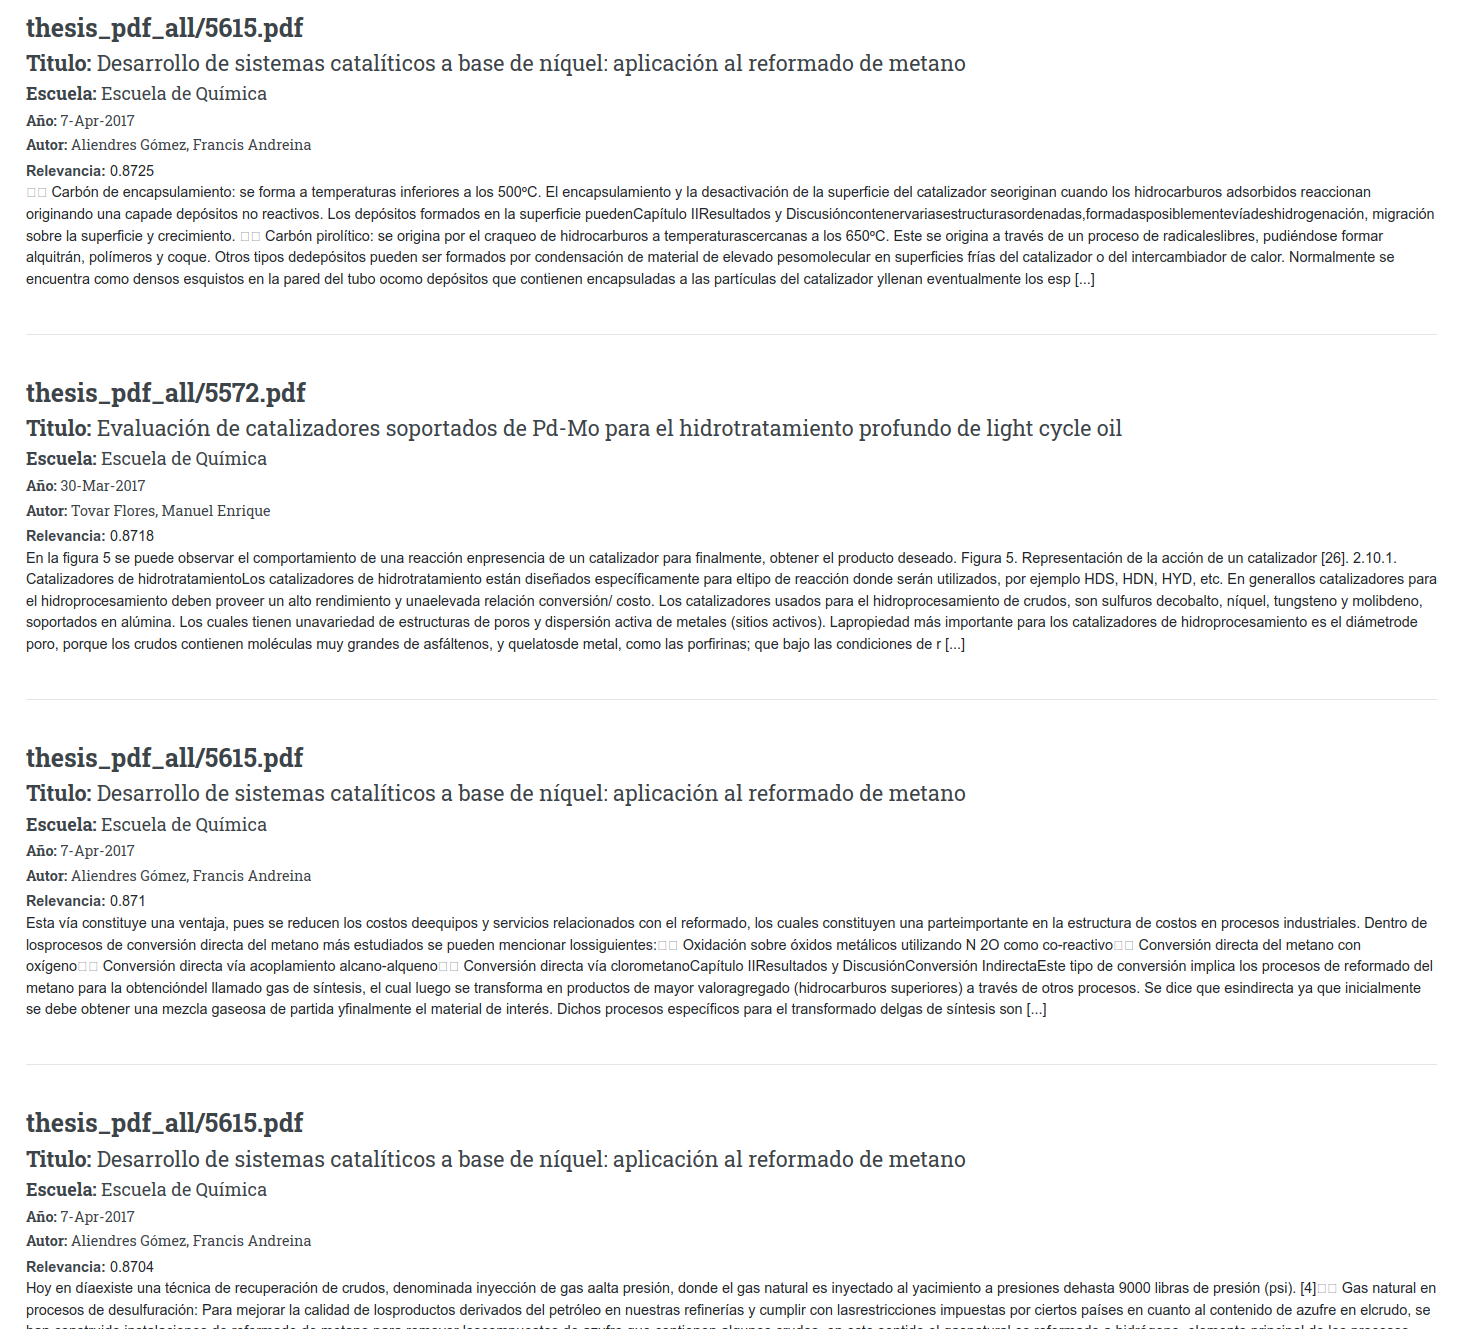 thesis_pdf_all/5615.pdf
Titulo: Desarrollo de sistemas catalíticos a base de níquel: aplicación al reformado de metano
Escuela: Escuela de Química
Año: 7-Apr-2017
Autor: Aliendres Gómez, Francis Andreina
Relevancia: 0.8725
Carbón de encapsulamiento: se forma a temperaturas inferiores a los 500ºC. El encapsulamiento y la desactivación de la superficie del catalizador seoriginan cuando los hidrocarburos adsorbidos reaccionan
originando una capade depósitos no reactivos. Los depósitos formados en la superficie puedenCapítulo IIResultados y Discusióncontenervariasestructurasordenadas,formadasposiblementevíadeshidrogenación, migración
sobre la superficie y crecimiento. Carbón pirolítico: se origina por el craqueo de hidrocarburos a temperaturascercanas a los 650ºC. Este se origina a través de un proceso de radicaleslibres, pudiéndose formar
alquitrán, polímeros y coque. Otros tipos dedepósitos pueden ser formados por condensación de material de elevado pesomolecular en superficies frías del catalizador o del intercambiador de calor. Normalmente se
encuentra como densos esquistos en la pared del tubo ocomo depósitos que contienen encapsuladas a las partículas del catalizador yllenan eventualmente los esp [...]
thesis_pdf_all/5572.pdf
Titulo: Evaluación de catalizadores soportados de Pd-Mo para el hidrotratamiento profundo de light cycle oil
Escuela: Escuela de Química
Año: 30-Mar-2017
Autor: Tovar Flores, Manuel Enrique
Relevancia: 0.8718
En la figura 5 se puede observar el comportamiento de una reacción enpresencia de un catalizador para finalmente, obtener el producto deseado. Figura 5. Representación de la acción de un catalizador [26]. 2.10.1.
Catalizadores de hidrotratamientoLos catalizadores de hidrotratamiento están diseñados específicamente para eltipo de reacción donde serán utilizados, por ejemplo HDS, HDN, HYD, etc. En generallos catalizadores para
el hidroprocesamiento deben proveer un alto rendimiento y unaelevada relación conversión/ costo. Los catalizadores usados para el hidroprocesamiento de crudos, son sulfuros decobalto, níquel, tungsteno y molibdeno,
soportados en alúmina. Los cuales tienen unavariedad de estructuras de poros y dispersión activa de metales (sitios activos). Lapropiedad más importante para los catalizadores de hidroprocesamiento es el diámetrode
poro, porque los crudos contienen moléculas muy grandes de asfáltenos, y quelatosde metal, como las porfirinas; que bajo las condiciones de r [...]
thesis_pdf_all/5615.pdf
Titulo: Desarrollo de sistemas catalíticos a base de níquel: aplicación al reformado de metano
Escuela: Escuela de Química
Año: 7-Apr-2017
Autor: Aliendres Gómez, Francis Andreina
Relevancia: 0.871
Esta vía constituye una ventaja, pues se reducen los costos deequipos y servicios relacionados con el reformado, los cuales constituyen una parteimportante en la estructura de costos en procesos industriales. Dentro de
losprocesos de conversión directa del metano más estudiados se pueden mencionar lossiguientes: Oxidación sobre óxidos metálicos utilizando N 2O como co-reactivo Conversión directa del metano con
oxígeno Conversión directa vía acoplamiento alcano-alqueno Conversión directa vía clorometanoCapítulo IIResultados y DiscusiónConversión IndirectaEste tipo de conversión implica los procesos de reformado del
metano para la obtencióndel llamado gas de síntesis, el cual luego se transforma en productos de mayor valoragregado (hidrocarburos superiores) a través de otros procesos. Se dice que esindirecta ya que inicialmente
se debe obtener una mezcla gaseosa de partida yfinalmente el material de interés. Dichos procesos específicos para el transformado delgas de síntesis son [...]
thesis_pdf_all/5615.pdf
Titulo: Desarrollo de sistemas catalíticos a base de níquel: aplicación al reformado de metano
Escuela: Escuela de Química
Año: 7-Apr-2017
Autor: Aliendres Gómez, Francis Andreina
Relevancia: 0.8704
Hoy en díaexiste una técnica de recuperación de crudos, denominada inyección de gas aalta presión, donde el gas natural es inyectado al yacimiento a presiones dehasta 9000 libras de presión (psi). [4] Gas natural en
procesos de desulfuración: Para mejorar la calidad de losproductos derivados del petróleo en nuestras refinerías y cumplir con lasrestricciones impuestas por ciertos países en cuanto al contenido de azufre en elcrudo, se